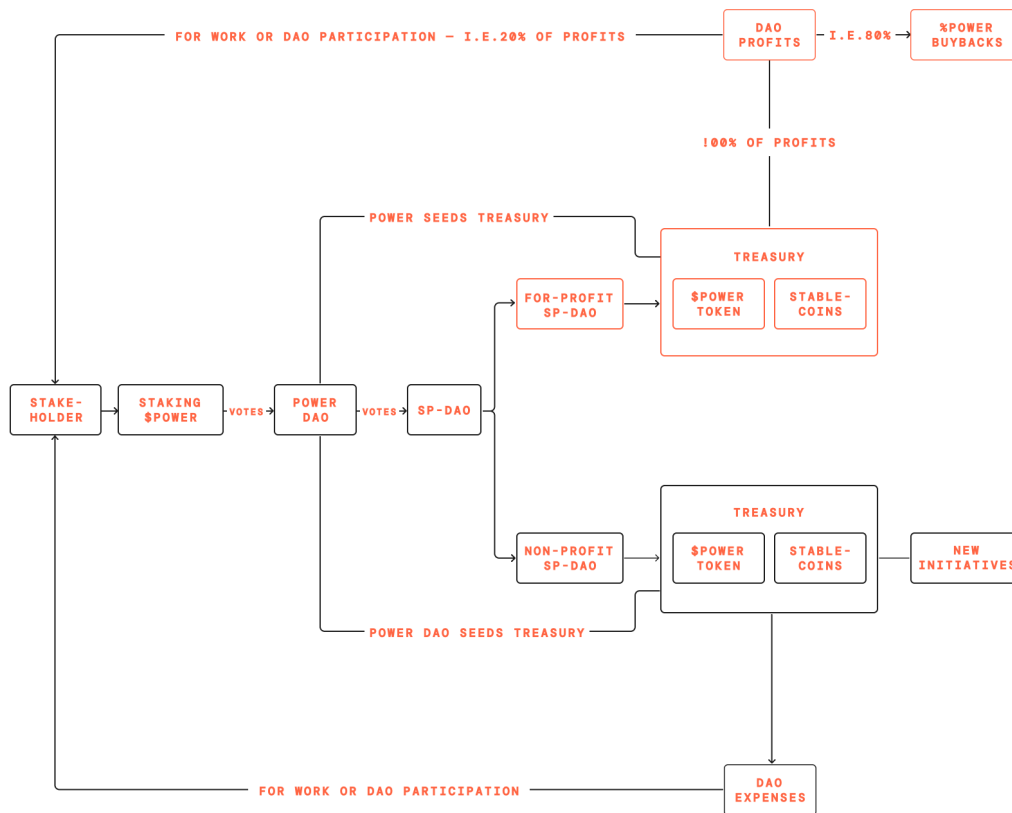 DAO
PROFITS
I.E.80%
%POWER
BUYBACKS
FOR WORK OR DAO PARTICIPATION — I.E.20% OF PROFITS
!00% OF PROFITS
POWER SEEDS TREASURY
TREASURY
$POWER
TOKEN
STABLE-
COINS
FOR-PROFIT
SP-DAO
STAKE-
HOLDER
STAKING
$POWER
VOTES
POWER
DAO
VOTES
SP-DAO
NON-PROFIT
SP-DAO
TREASURY
$POWER
TOKEN
STABLE-
COINS
NEW
INITIATIVES
POWER DAO SEEDS TREASURY
FOR WORK OR DAO PARTICIPATION
DAO
EXPENSES